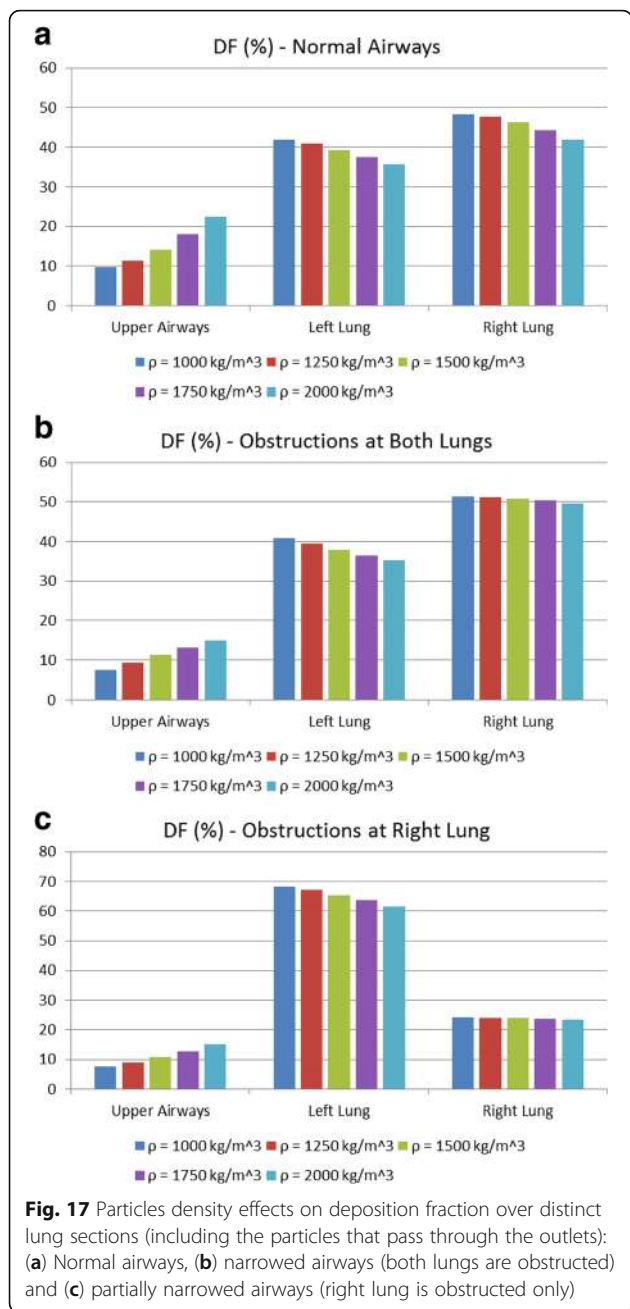 a
DF (%) - Normal Airways
60
50
40
30
20
10
0
Upper Airways Left Lung Right Lung
ρ = 1000 kg/m^3 ρ = 1250 kg/m^3 ρ = 1500 kg/m^3
ρ = 1750 kg/m^3 ρ = 2000 kg/m^3
b
DF (%) - Obstructions at Both Lungs
60
50
40
30
20
10
0
Upper Airways Left Lung Right Lung
ρ = 1000 kg/m^3 ρ = 1250 kg/m^3 ρ = 1500 kg/m^3
ρ = 1750 kg/m^3 ρ = 2000 kg/m^3
c
DF (%) - Obstructions at Right Lung
80
70
60
50
40
30
20
10
0
Upper Airways Left Lung Right Lung
ρ = 1000 kg/m^3 ρ = 1250 kg/m^3 ρ = 1500 kg/m^3
ρ = 1750 kg/m^3 ρ = 2000 kg/m^3
Fig. 17 Particles density effects on deposition fraction over distinct
lung sections (including the particles that pass through the outlets):
(a) Normal airways, (b) narrowed airways (both lungs are obstructed)
and (c) partially narrowed airways (right lung is obstructed only)